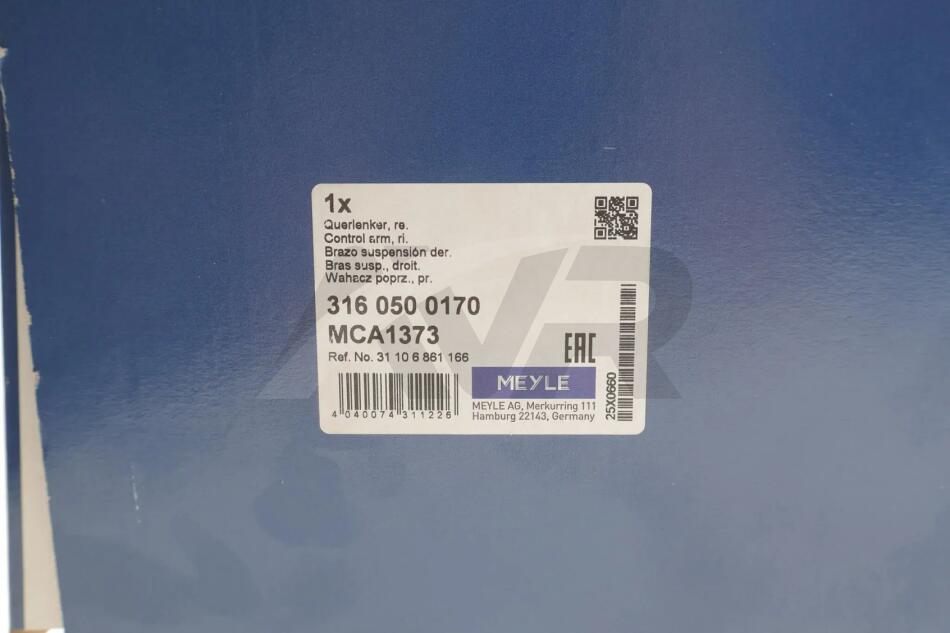 1x
Querlenker, re.
Control arm, ri.
Brazo suspensión der.
Bras susp., droit.
Wahacz poprz., pr.
316 050 0170
MCA1373
Ref. No. 31 10 6 861 166
4 040074 311226
EAC
MEYLE
MEYLE AG, Merkurring 111
Hamburg 22143, Germany
25X0660
AVR